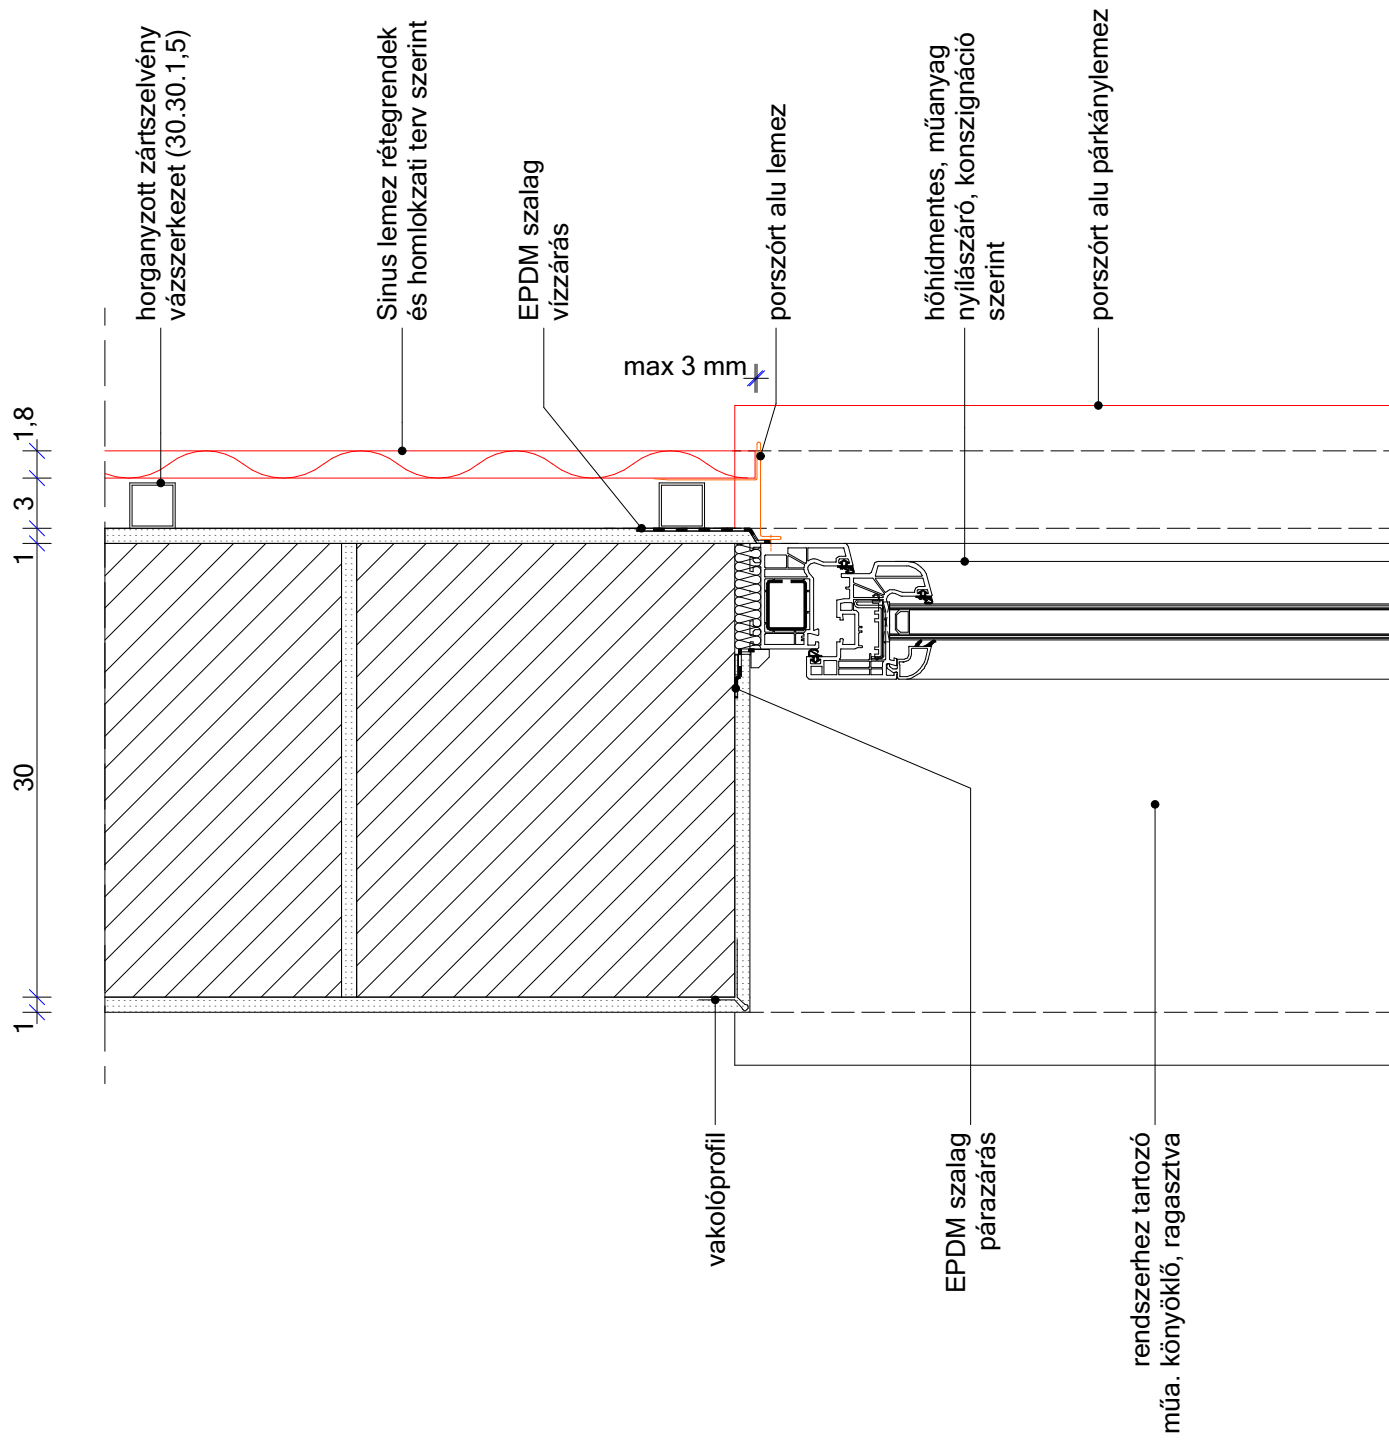 horganyzott zártszelvény
vázszerkezet (30.30.1,5)
Sinus lemez rétegrendek
és homlokzati terv szerint
EPDM szalag
vízzárás
porszórt alu lemez
hőhídmentes, műanyag
nyílászáró, konszignáció
szerint
porszórt alu párkánylemez
max 3 mm
1,8
3
1
30
1
vakolóprofil
EPDM szalag
párazárás
rendszerhez tartozó
műa. könyöklő, ragasztva